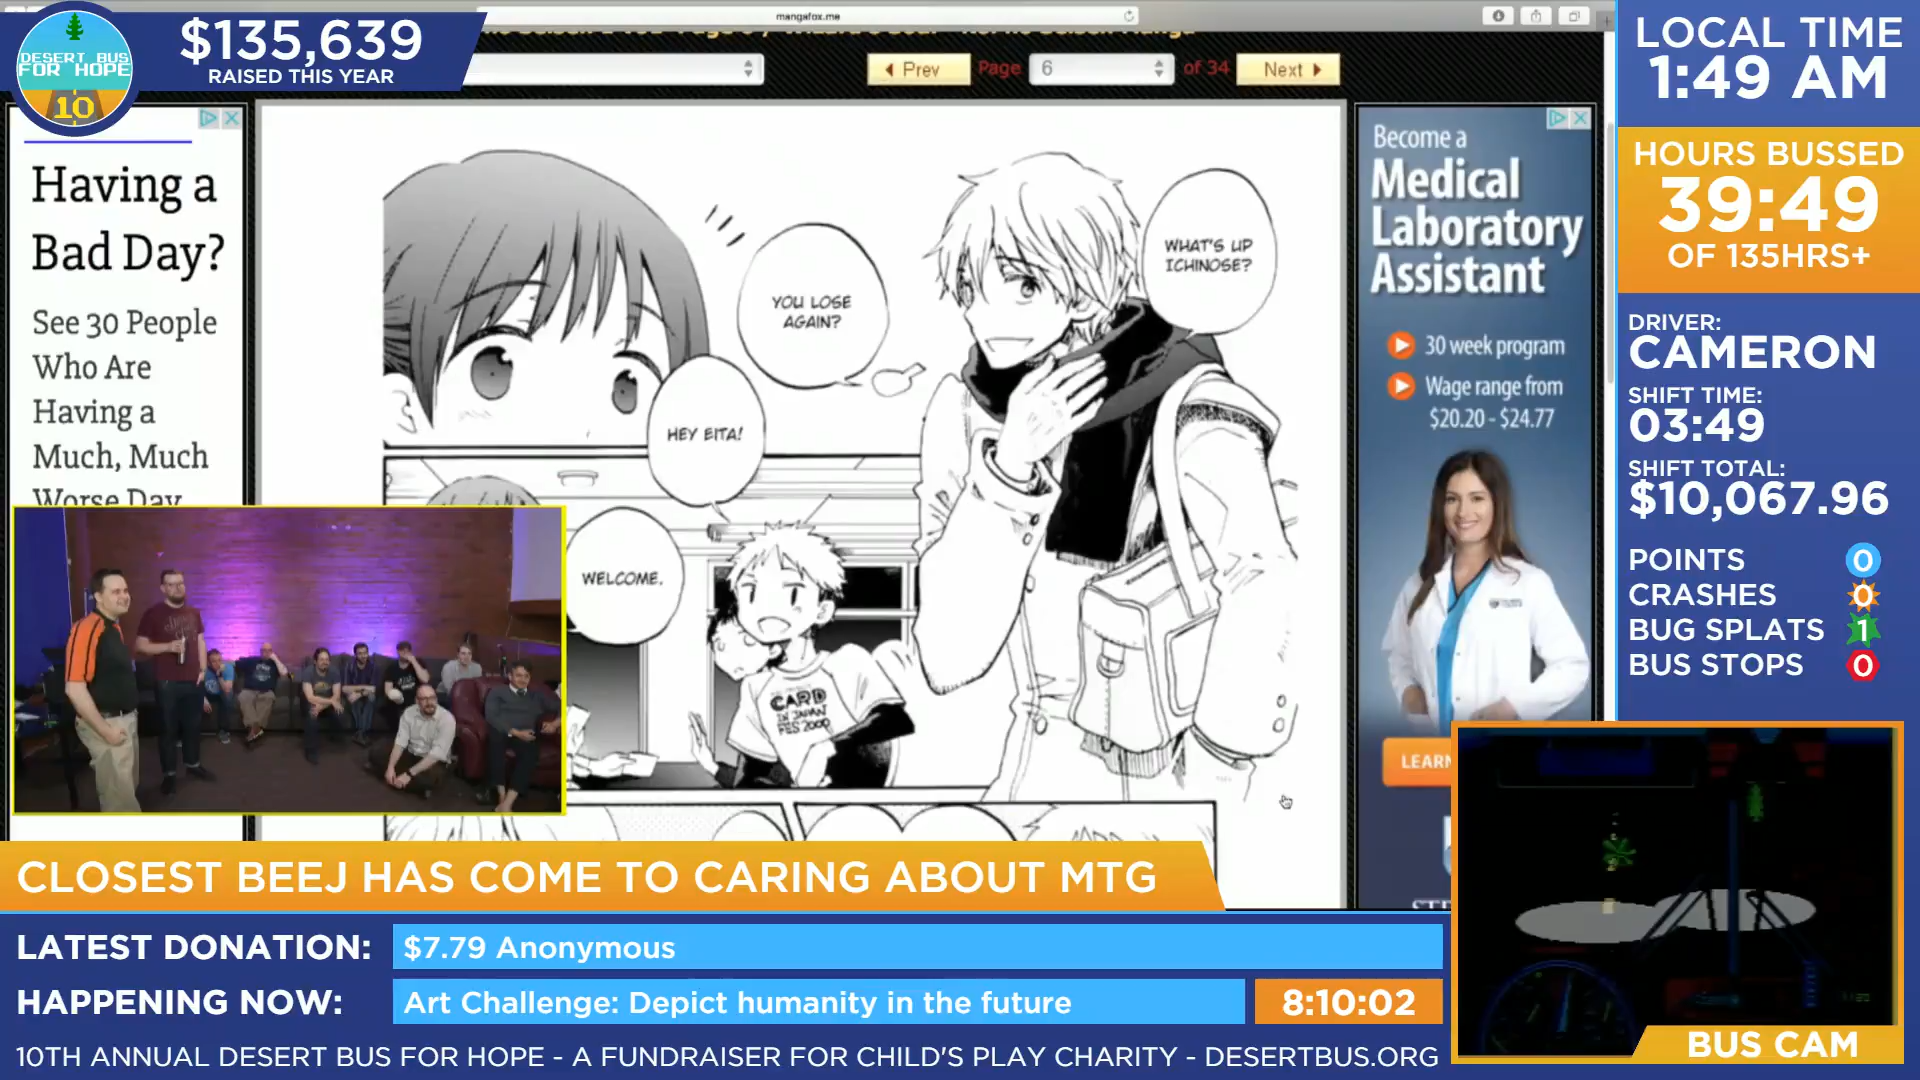 DESERT BUS
FOR HOPE
10
$135,639
RAISED THIS YEAR
mangafox.me
Prev
Page
6
of 34
Next
Having a
Bad Day?
See 30 People
Who Are
Having a
Much, Much
Worse Day
YOU LOSE
AGAIN?
WHAT'S UP
ICHINOSE?
HEY EITA!
WELCOME.
CARD
IN JAPAN
FES 2000
Become a
Medical
Laboratory
Assistant
30 week program
Wage range from
$20.20 - $24.77
LEARN
LOCAL TIME
1:49 AM
HOURS BUSSED
39:49
OF 135HRS+
DRIVER:
CAMERON
SHIFT TIME:
03:49
SHIFT TOTAL:
$10,067.96
POINTS 0
CRASHES 0
BUG SPLATS 1
BUS STOPS 0
CLOSEST BEEJ HAS COME TO CARING ABOUT MTG
LATEST DONATION: $7.79 Anonymous
HAPPENING NOW: Art Challenge: Depict humanity in the future 8:10:02
10TH ANNUAL DESERT BUS FOR HOPE - A FUNDRAISER FOR CHILD'S PLAY CHARITY - DESERTBUS.ORG
BUS CAM